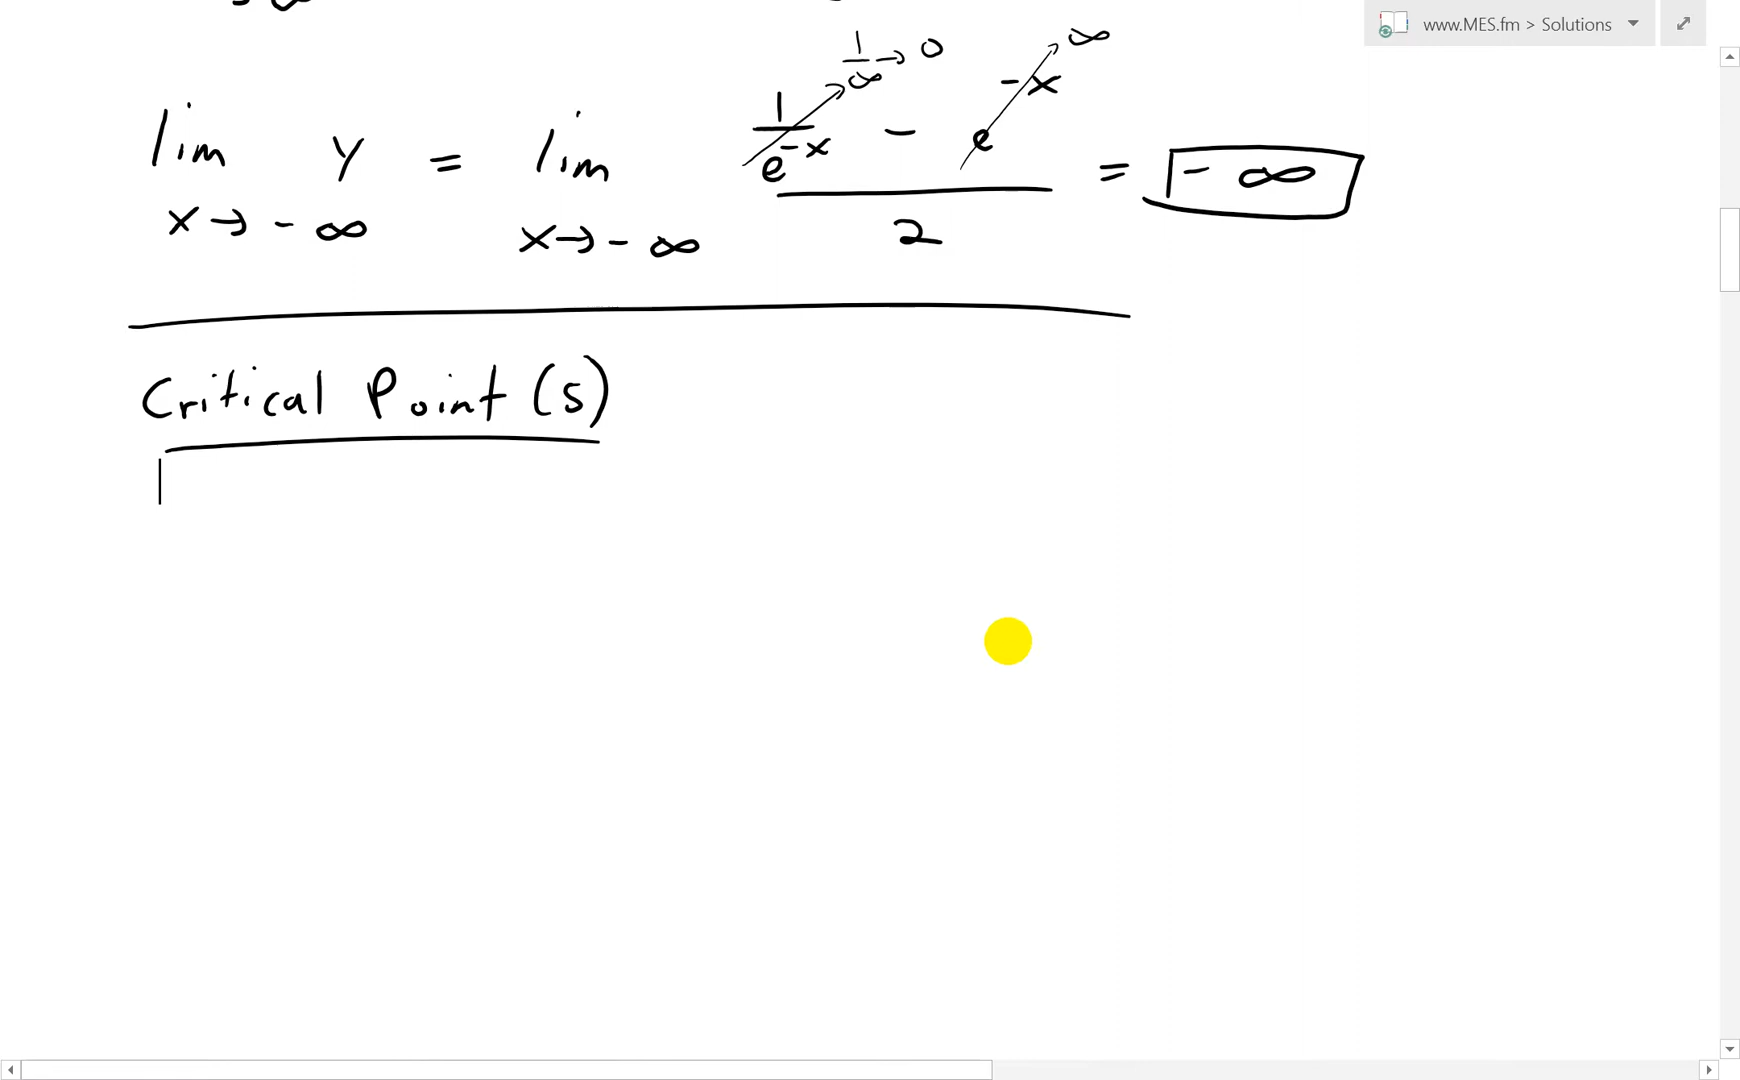 www.MES.fm > Solutions
1/∞ → 0 ∞
lim y = lim 1/e^-x - e^-x = - ∞
x → - ∞ x → - ∞ 2
Critical Point (s)